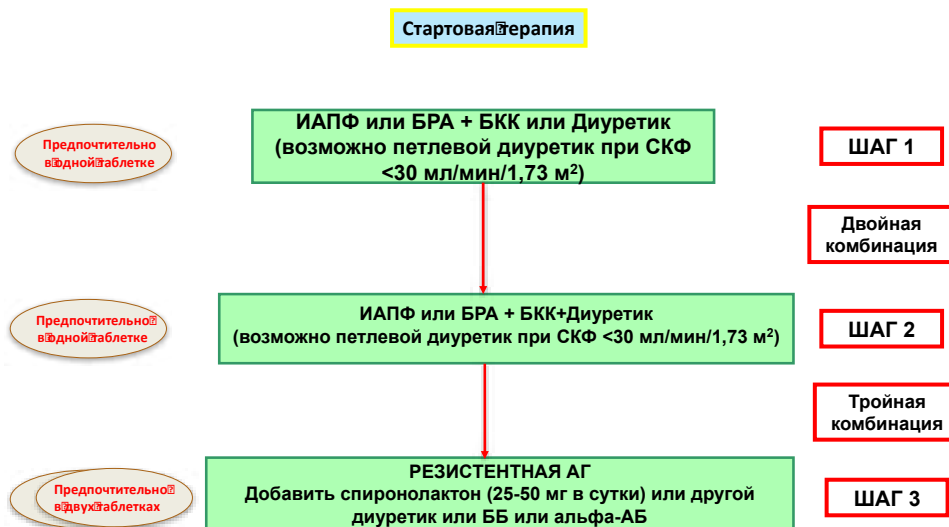 Стартовая терапия
Предпочтительно
в одной таблетке
ИАПФ или БРА + БКК или Диуретик
(возможно петлевой диуретик при СКФ
<30 мл/мин/1,73 м²)
ШАГ 1
Двойная
комбинация
Предпочтительно
в одной таблетке
ИАПФ или БРА + БКК+Диуретик
(возможно петлевой диуретик при СКФ <30 мл/мин/1,73 м²)
ШАГ 2
Тройная
комбинация
Предпочтительно
в двух таблетках
РЕЗИСТЕНТНАЯ АГ
Добавить спиронолактон (25-50 мг в сутки) или другой
диуретик или ББ или альфа-АБ
ШАГ 3